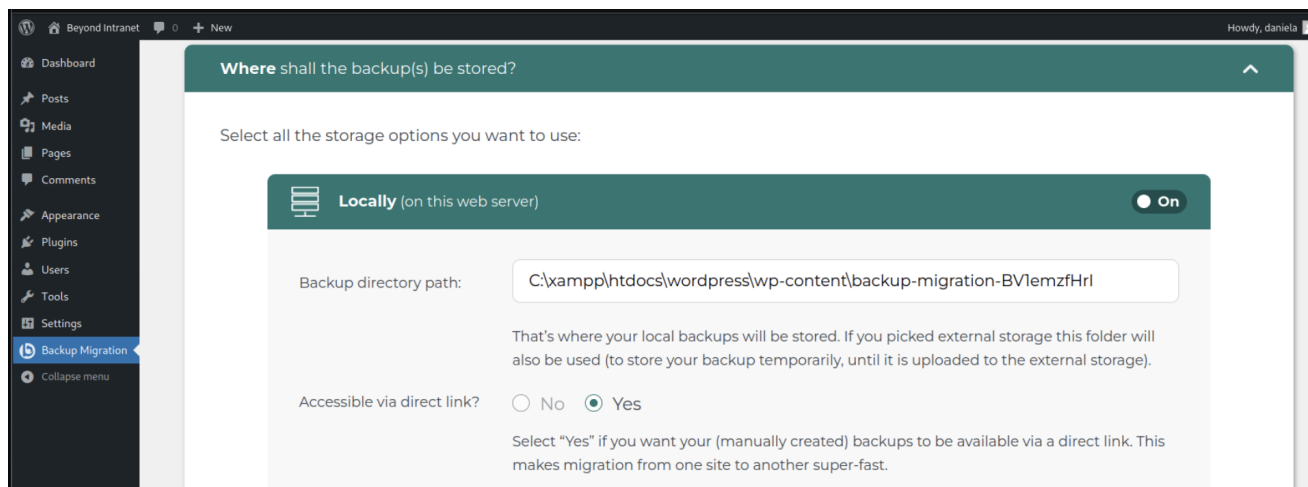 Beyond Intranet 0 New Howdy, daniela
Dashboard
Posts
Media
Pages
Comments
Appearance
Plugins
Users
Tools
Settings
Backup Migration
Collapse menu
Where shall the backup(s) be stored?
Select all the storage options you want to use:
Locally (on this web server) On
Backup directory path: C:\xampp\htdocs\wordpress\wp-content\backup-migration-BV1emzfHrI
That's where your local backups will be stored. If you picked external storage this folder will
also be used (to store your backup temporarily, until it is uploaded to the external storage).
Accessible via direct link? No Yes
Select “Yes” if you want your (manually created) backups to be available via a direct link. This
makes migration from one site to another super-fast.